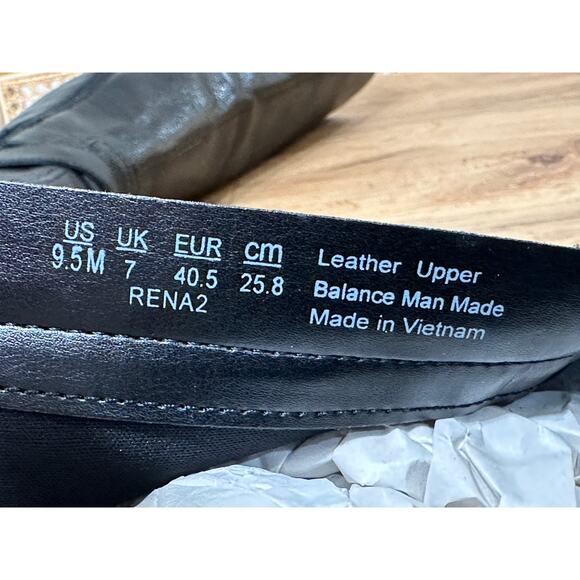 US UK EUR cm
9.5M 7 40.5 25.8
RENA2
Leather Upper
Balance Man Made
Made in Vietnam